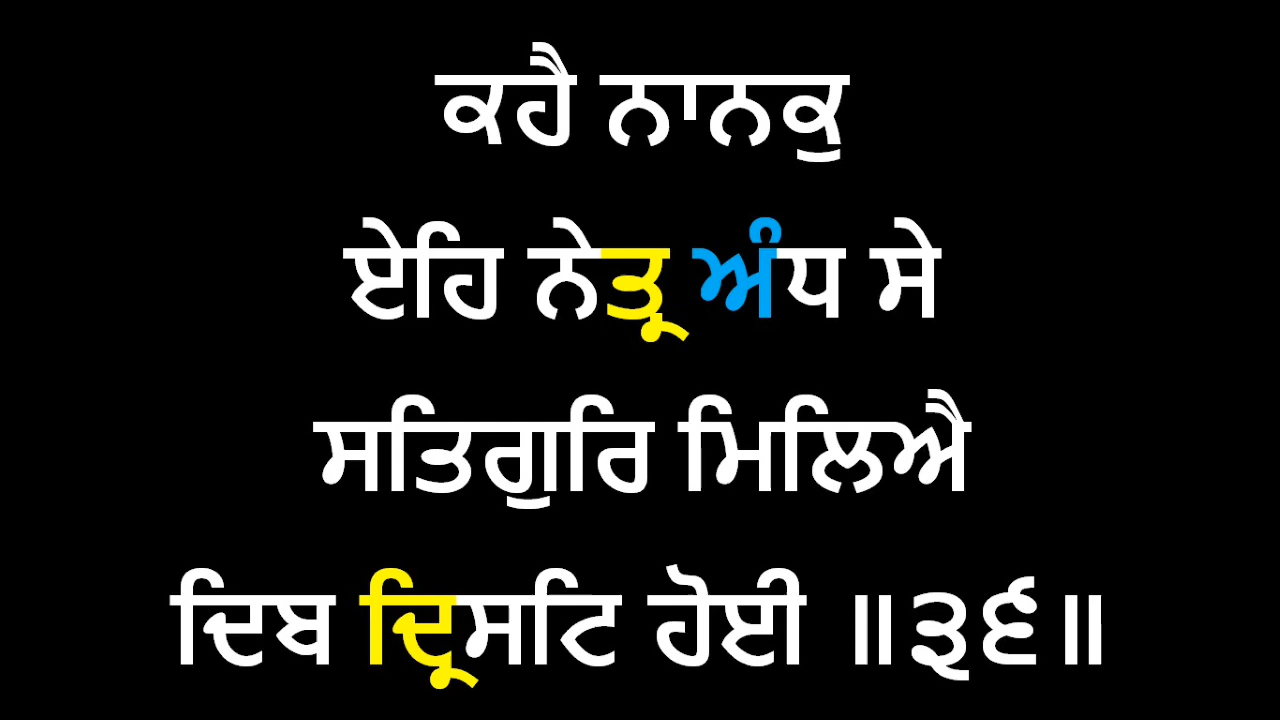 ਕਹੈ ਨਾਨਕੁ
ਏਹਿ ਨੇਤ੍ਰ ਅੰਧ ਸੇ
ਸਤਿਗੁਰਿ ਮਿਲਿਐ
ਦਿਬ ਦ੍ਰਿਸਟਿ ਹੋਈ ॥੩੬॥